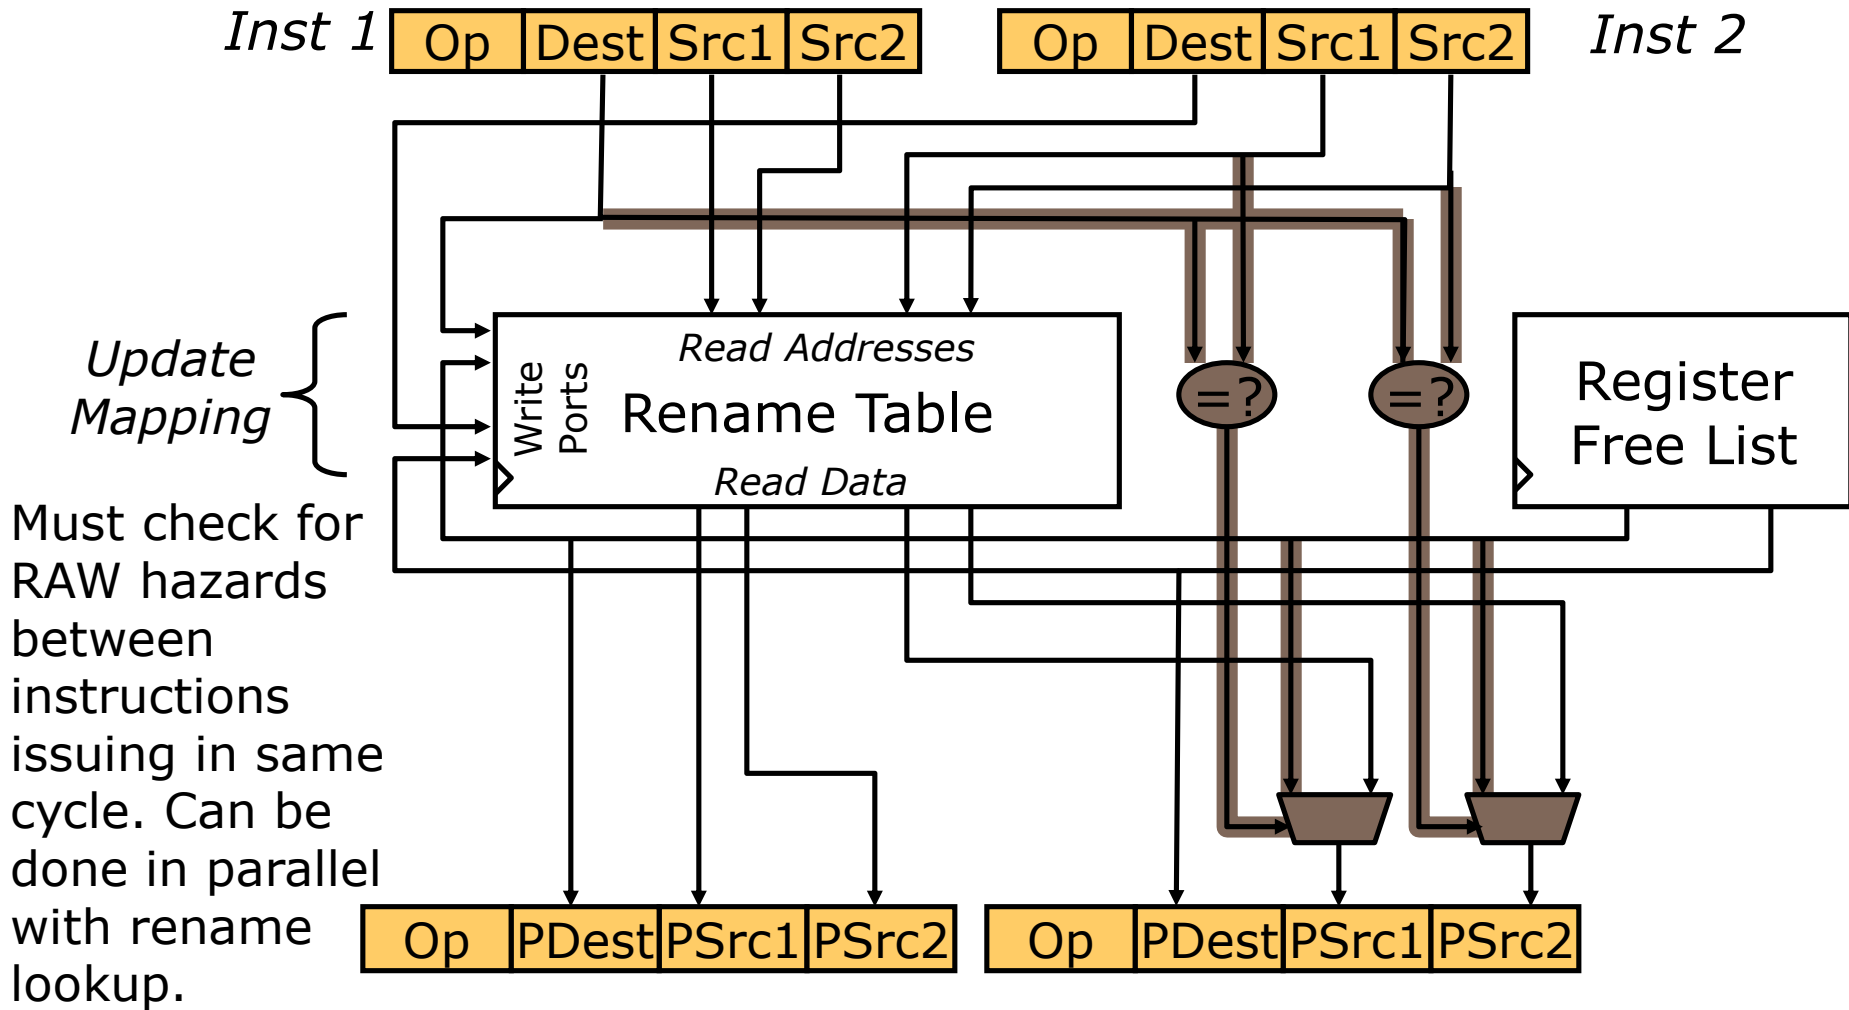 Inst 1 Op Dest Src1 Src2 Op Dest Src1 Src2 Inst 2
Update
Mapping
Write
Ports
Read Addresses
Rename Table
Read Data
=? =?
Register
Free List
Must check for
RAW hazards
between
instructions
issuing in same
cycle. Can be
done in parallel
with rename
lookup.
Op PDest PSrc1 PSrc2 Op PDest PSrc1 PSrc2